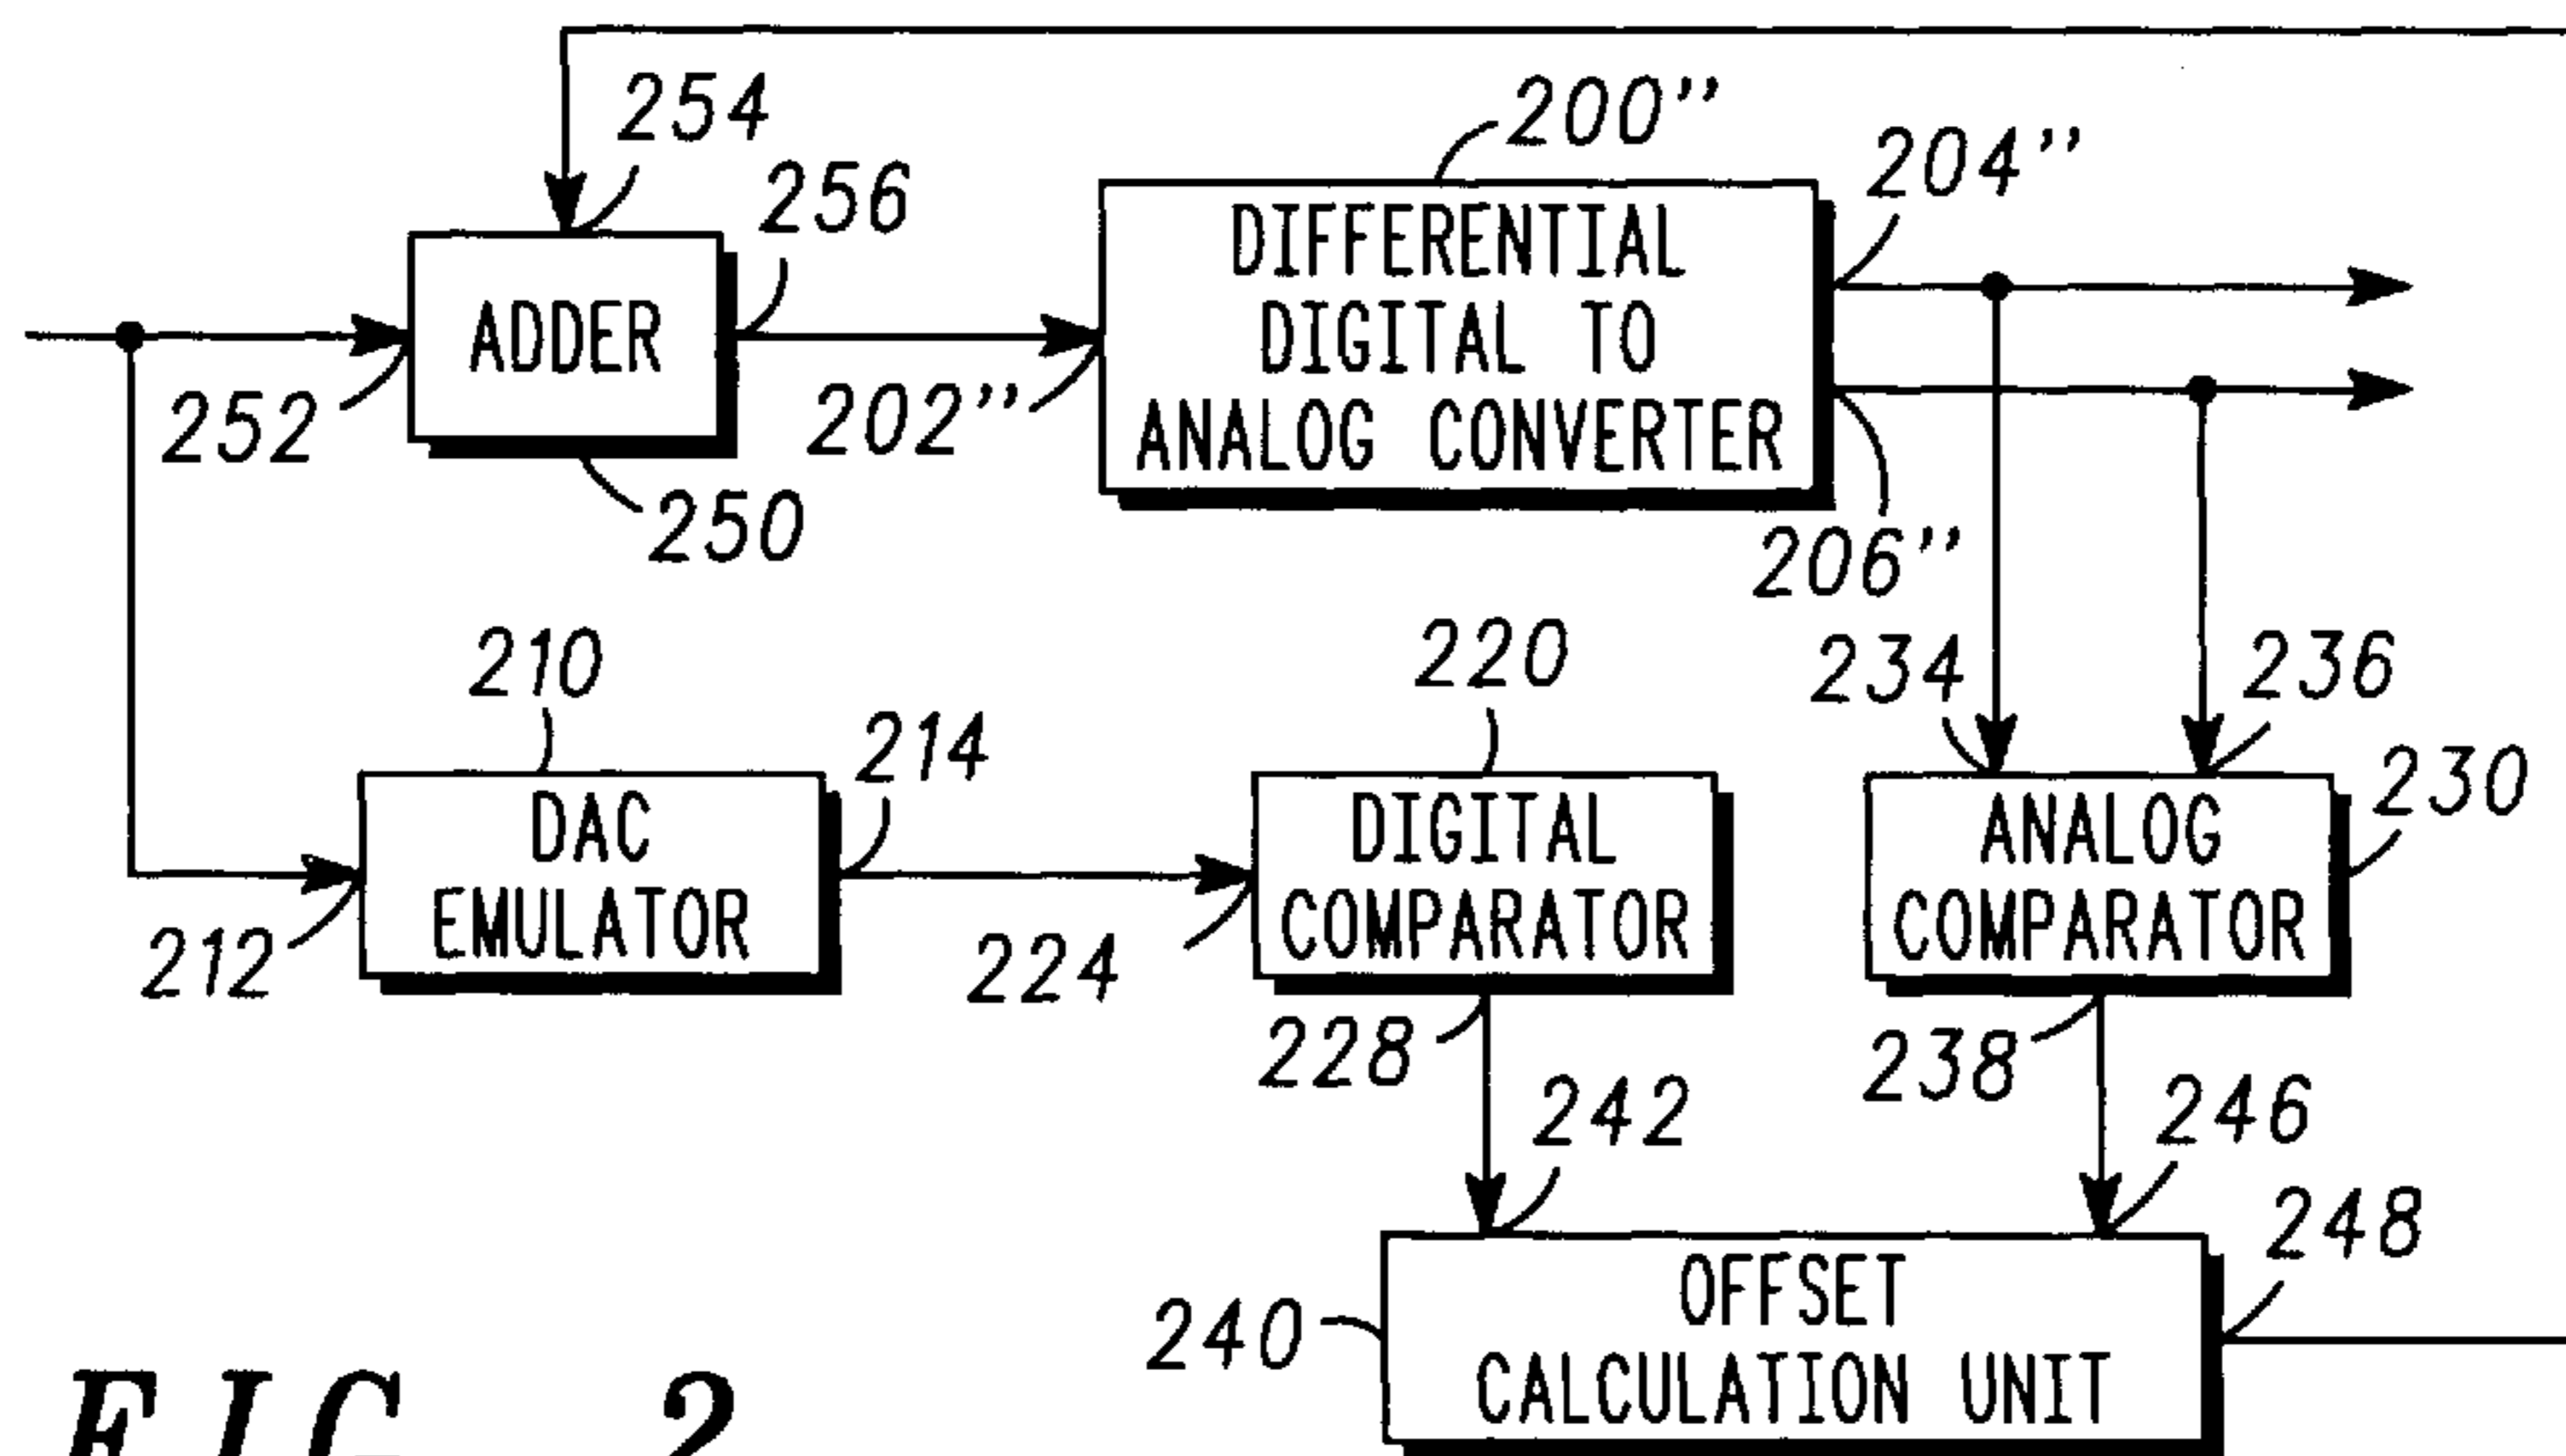 254
200"
204"
256
ADDER
DIFFERENTIAL
DIGITAL TO
ANALOG CONVERTER
252
202"
250
206"
210
220
234
236
214
230
DAC
EMULATOR
DIGITAL
COMPARATOR
ANALOG
COMPARATOR
212
224
228
238
242
246
248
240
OFFSET
CALCULATION UNIT
FIG. 2